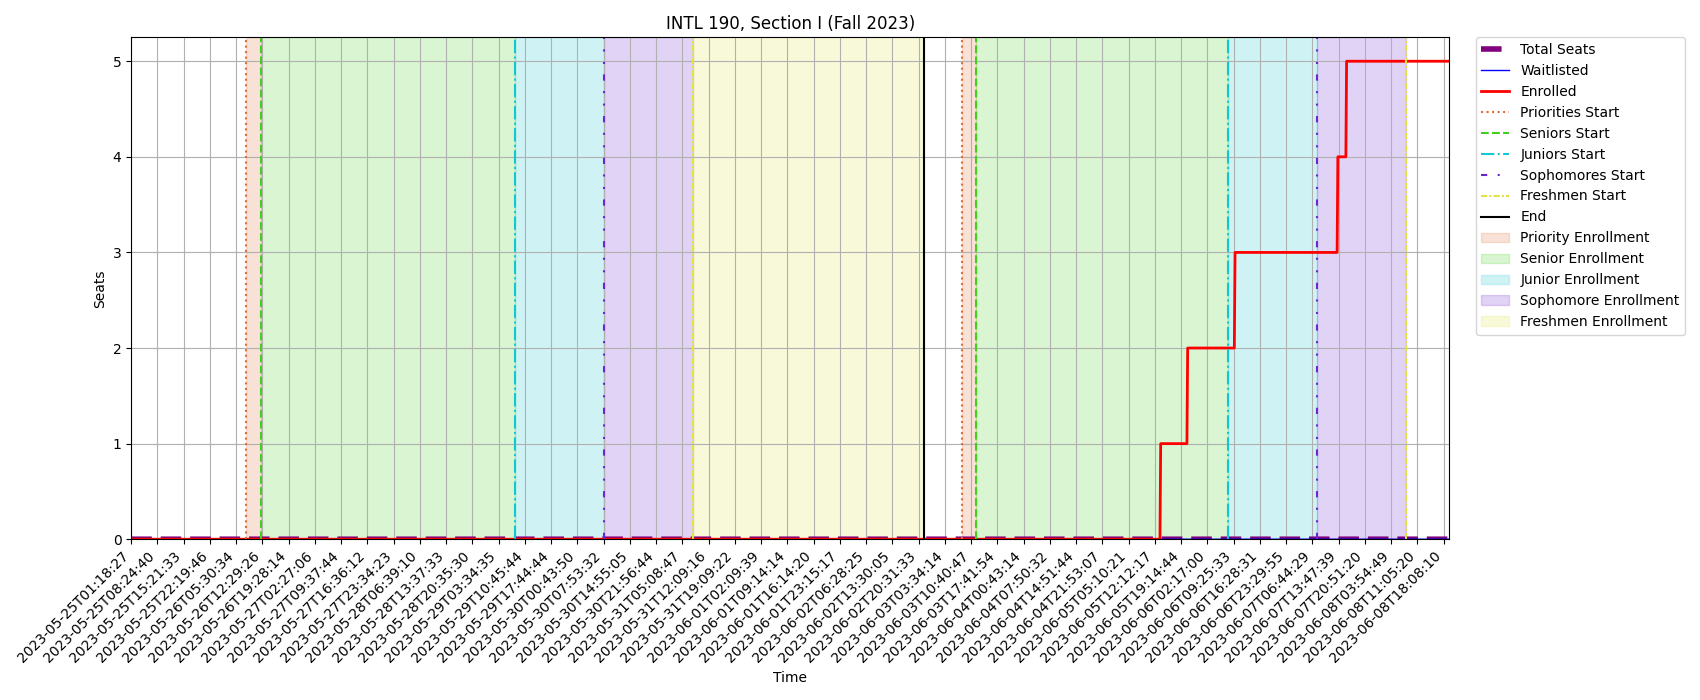 INTL 190, Section I (Fall 2023)
5
4
3
2
1
0
Seats
2023-05-25T01:18:27
2023-05-25T08:24:40
2023-05-25T15:21:33
2023-05-25T22:19:46
2023-05-26T05:30:34
2023-05-26T12:29:26
2023-05-26T19:28:14
2023-05-27T02:27:06
2023-05-27T09:37:44
2023-05-27T16:36:12
2023-05-27T23:34:23
2023-05-28T06:39:10
2023-05-28T13:37:33
2023-05-28T20:35:30
2023-05-29T03:34:35
2023-05-29T10:45:44
2023-05-29T17:44:44
2023-05-30T00:43:50
2023-05-30T07:53:32
2023-05-30T14:55:05
2023-05-30T21:56:44
2023-05-31T05:08:47
2023-05-31T12:09:16
2023-05-31T19:09:22
2023-06-01T02:09:39
2023-06-01T09:14:14
2023-06-01T16:14:20
2023-06-01T23:15:17
2023-06-02T06:28:25
2023-06-02T13:30:05
2023-06-02T20:31:33
2023-06-03T03:34:14
2023-06-03T10:40:47
2023-06-03T17:41:54
2023-06-04T00:43:14
2023-06-04T07:50:32
2023-06-04T14:51:44
2023-06-04T21:53:07
2023-06-05T05:10:21
2023-06-05T12:12:17
2023-06-05T19:14:44
2023-06-06T02:17:00
2023-06-06T09:25:33
2023-06-06T16:28:31
2023-06-06T23:29:55
2023-06-07T06:44:29
2023-06-07T13:47:39
2023-06-07T20:51:20
2023-06-08T03:54:49
2023-06-08T11:05:20
2023-06-08T18:08:10
Time
Total Seats
Waitlisted
Enrolled
Priorities Start
Seniors Start
Juniors Start
Sophomores Start
Freshmen Start
End
Priority Enrollment
Senior Enrollment
Junior Enrollment
Sophomore Enrollment
Freshmen Enrollment